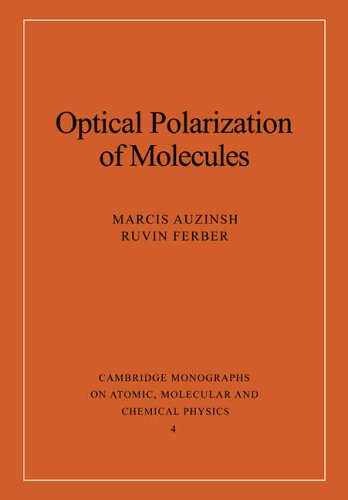 Optical Polarization
of Molecules
MARCIS AUZINSH
RUVIN FERBER
CAMBRIDGE MONOGRAPHS
ON ATOMIC, MOLECULAR AND
CHEMICAL PHYSICS
4